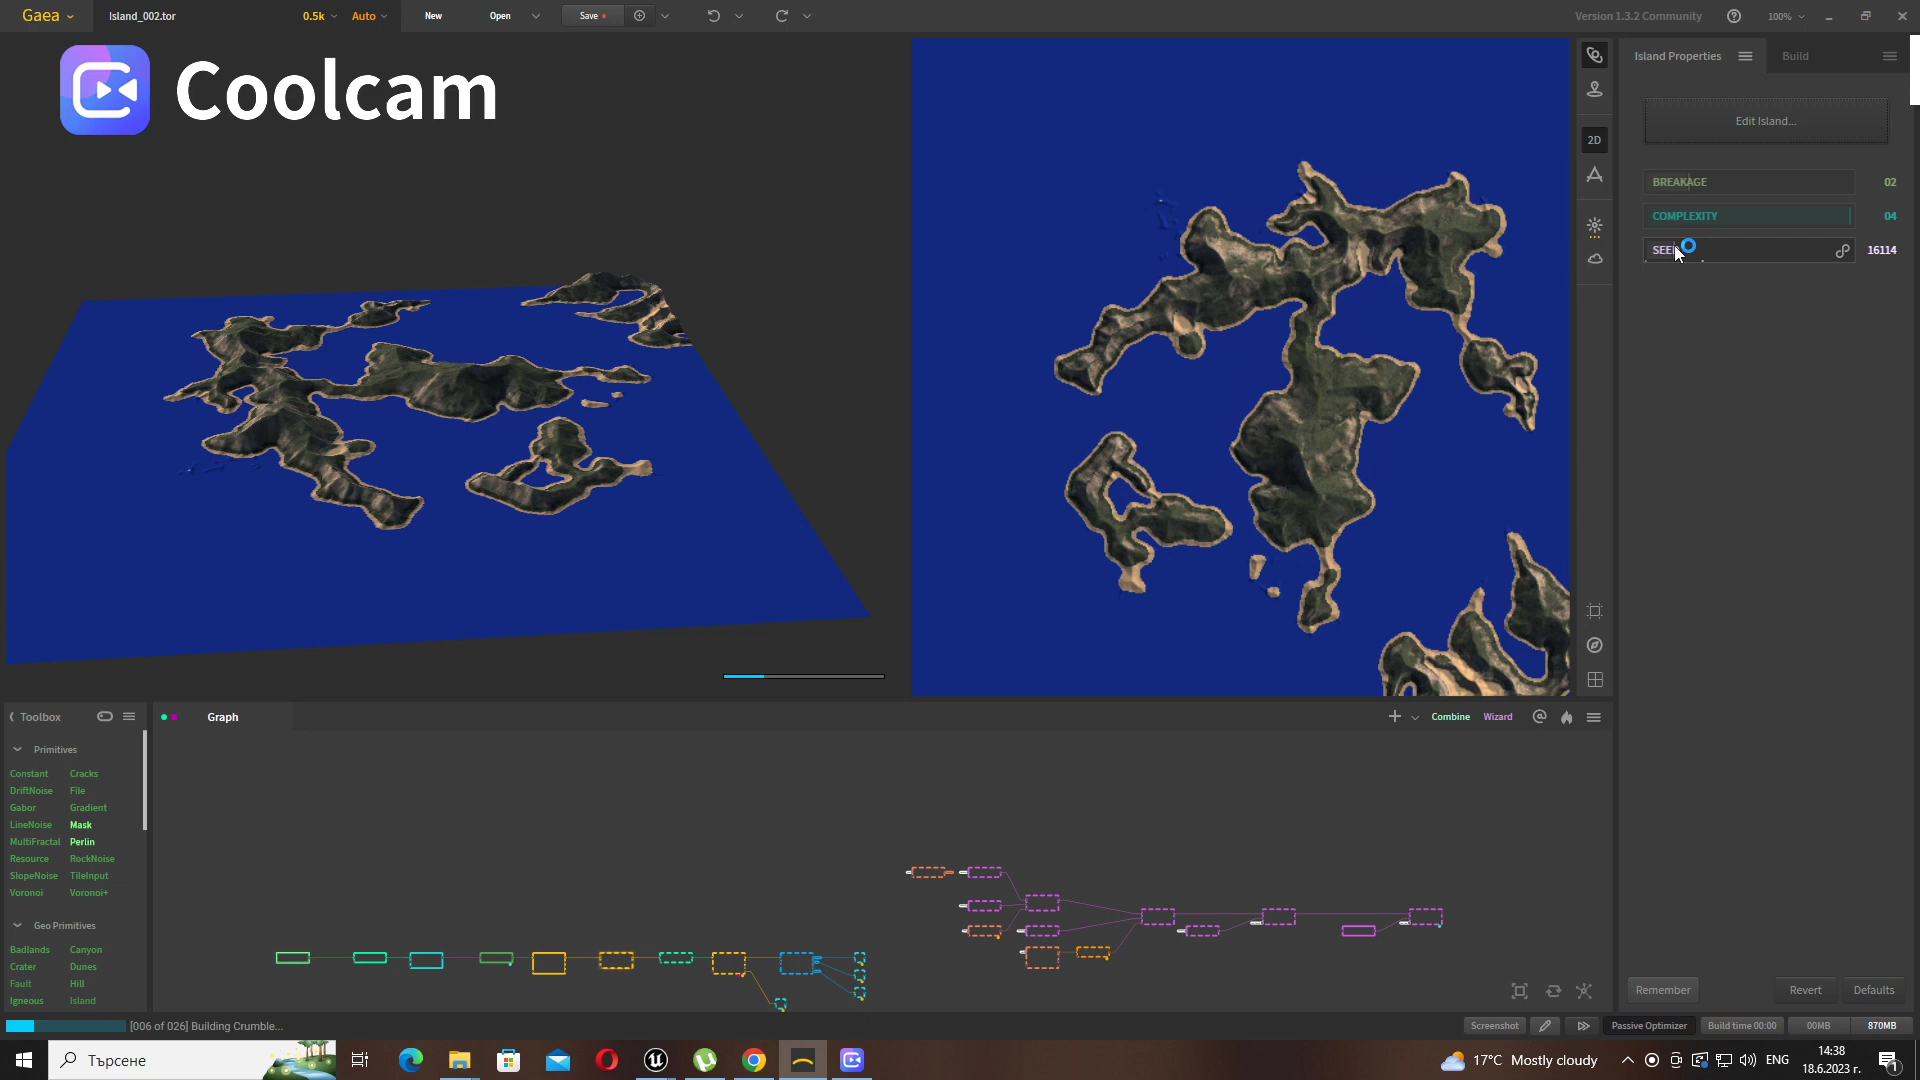 Gaea
Island_002.tor
0.5k
Auto
New
Open
Save
Version 1.3.2 Community
100%
Coolcam
Island Properties
Build
Edit Island...
BREAKAGE 02
COMPLEXITY 04
16114
2D
Toolbox
Graph
Combine
Wizard
Primitives
Constant Cracks
DriftNoise File
Gabor Gradient
LineNoise Mask
MultiFractal Perlin
Resource RockNoise
SlopeNoise TileInput
Voronoi Voronoi+
Geo Primitives
Badlands Canyon
Crater Dunes
Fault Hill
Igneous Island
Remember
Revert
Defaults
[006 of 026] Building Crumble...
Screenshot
Passive Optimizer
Build time 00:00
00MB
870MB
Търсене
17°C Mostly cloudy
ENG
14:38
18.6.2023 г.
1